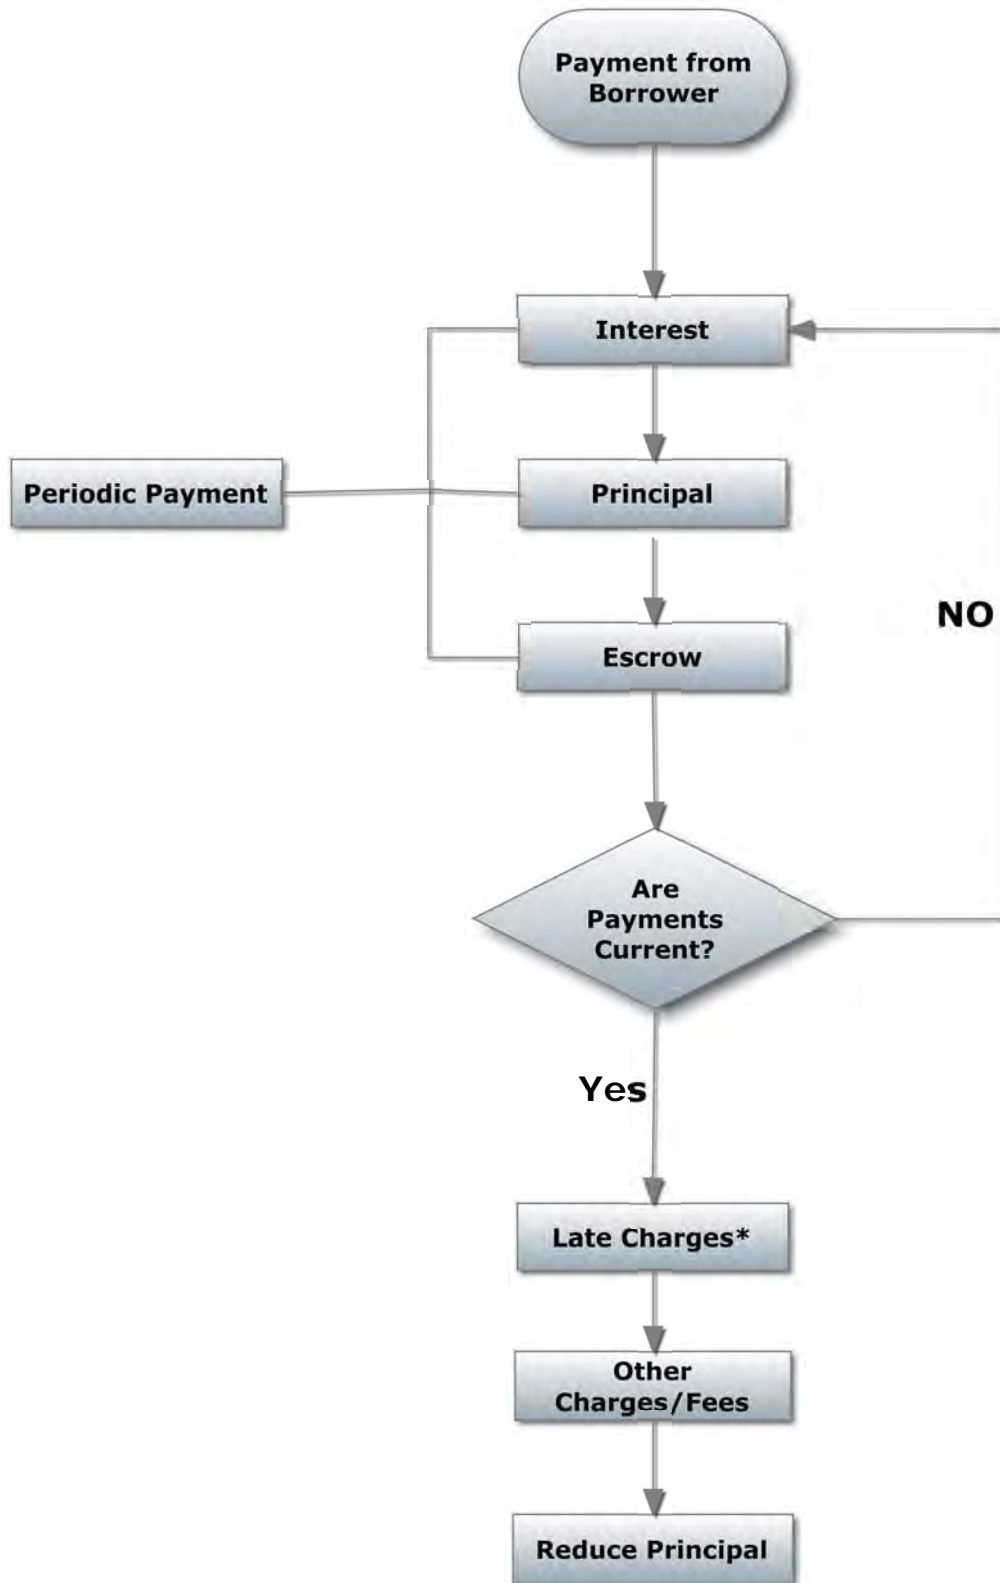 Payment from
Borrower
Interest
Periodic Payment
Principal
NO
Escrow
Are
Payments
Current?
Yes
Late Charges*
Other
Charges/Fees
Reduce Principal